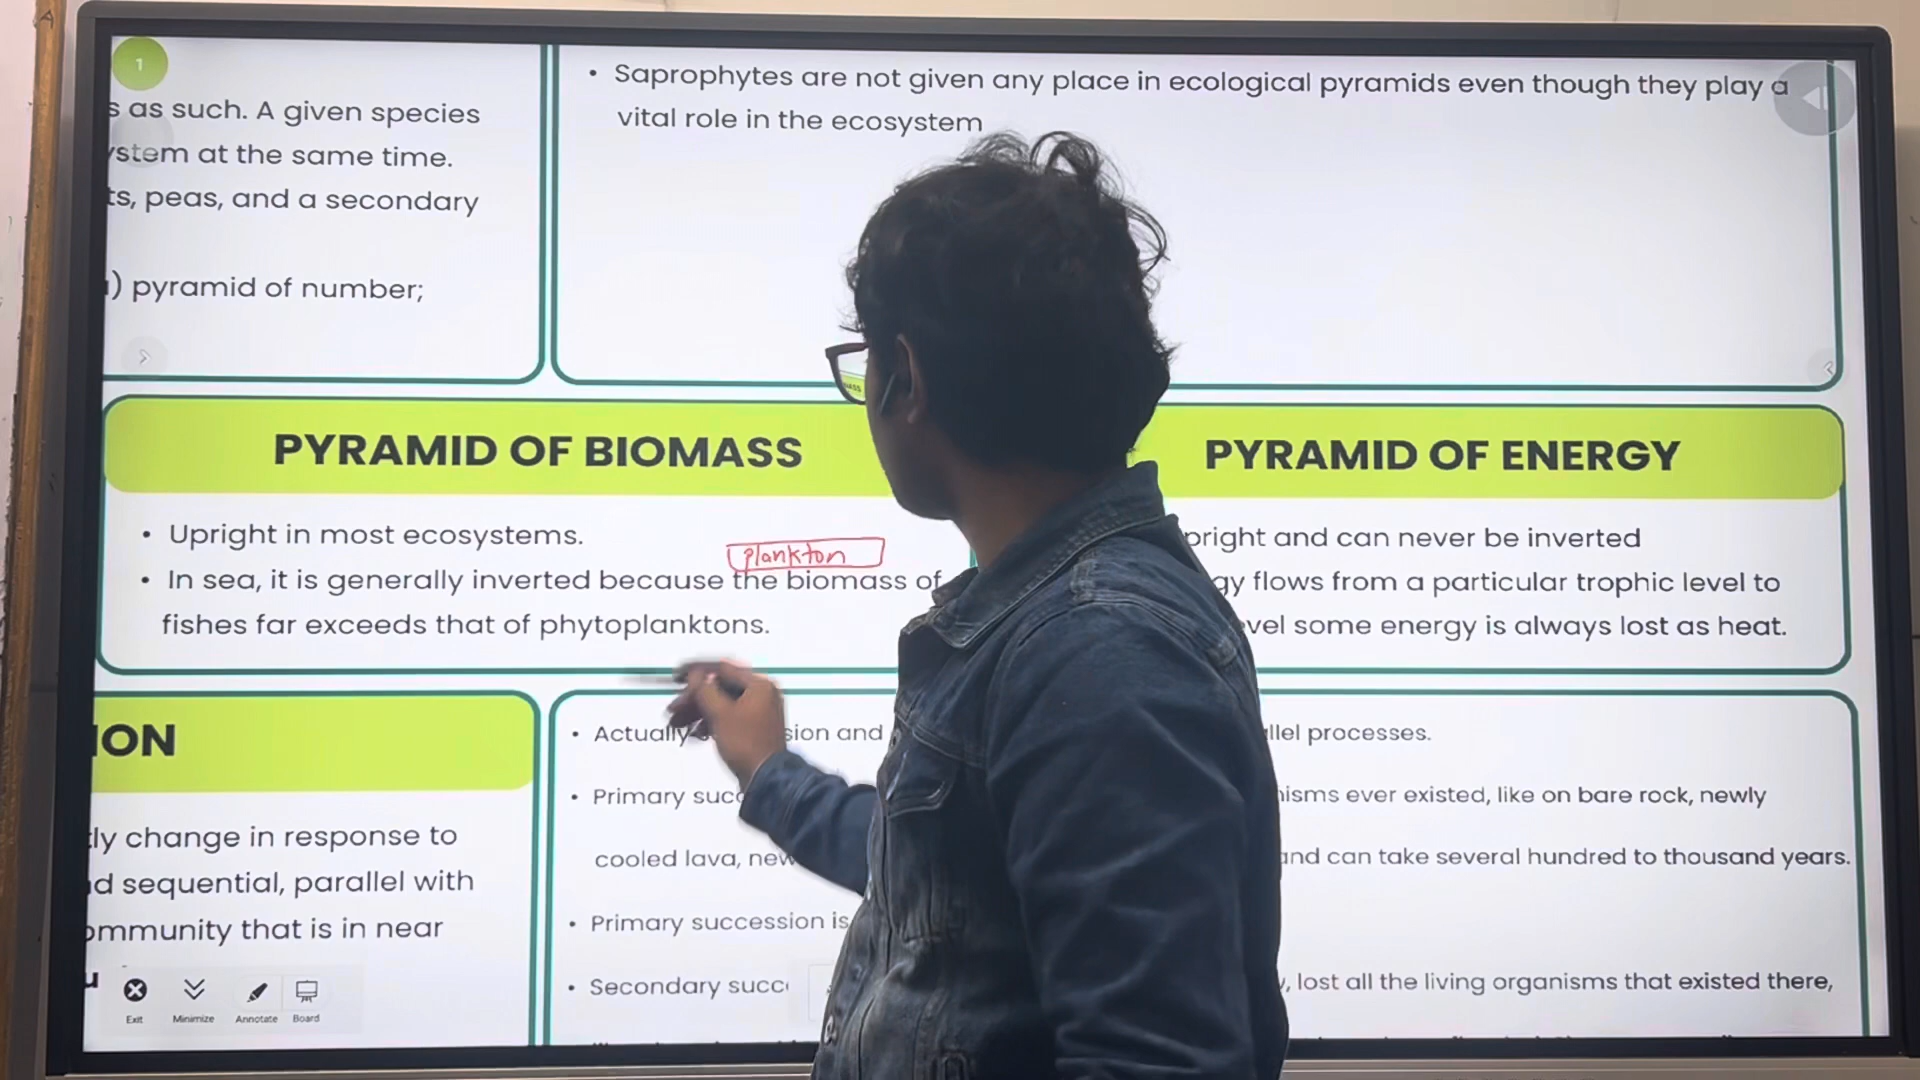 1
s as such. A given species
ystem at the same time.
ts, peas, and a secondary
) pyramid of number;
• Saprophytes are not given any place in ecological pyramids even though they play a
vital role in the ecosystem
PYRAMID OF BIOMASS
• Upright in most ecosystems.
plankton
• In sea, it is generally inverted because the biomass of
fishes far exceeds that of phytoplanktons.
PYRAMID OF ENERGY
pright and can never be inverted
gy flows from a particular trophic level to
vel some energy is always lost as heat.
ION
tly change in response to
d sequential, parallel with
ommunity that is in near
• Actually sion and llel processes.
• Primary succ nisms ever existed, like on bare rock, newly
cooled lava, new and can take several hundred to thousand years.
• Primary succession is
• Secondary succ , lost all the living organisms that existed there,
Exit Minimize Annotate Board